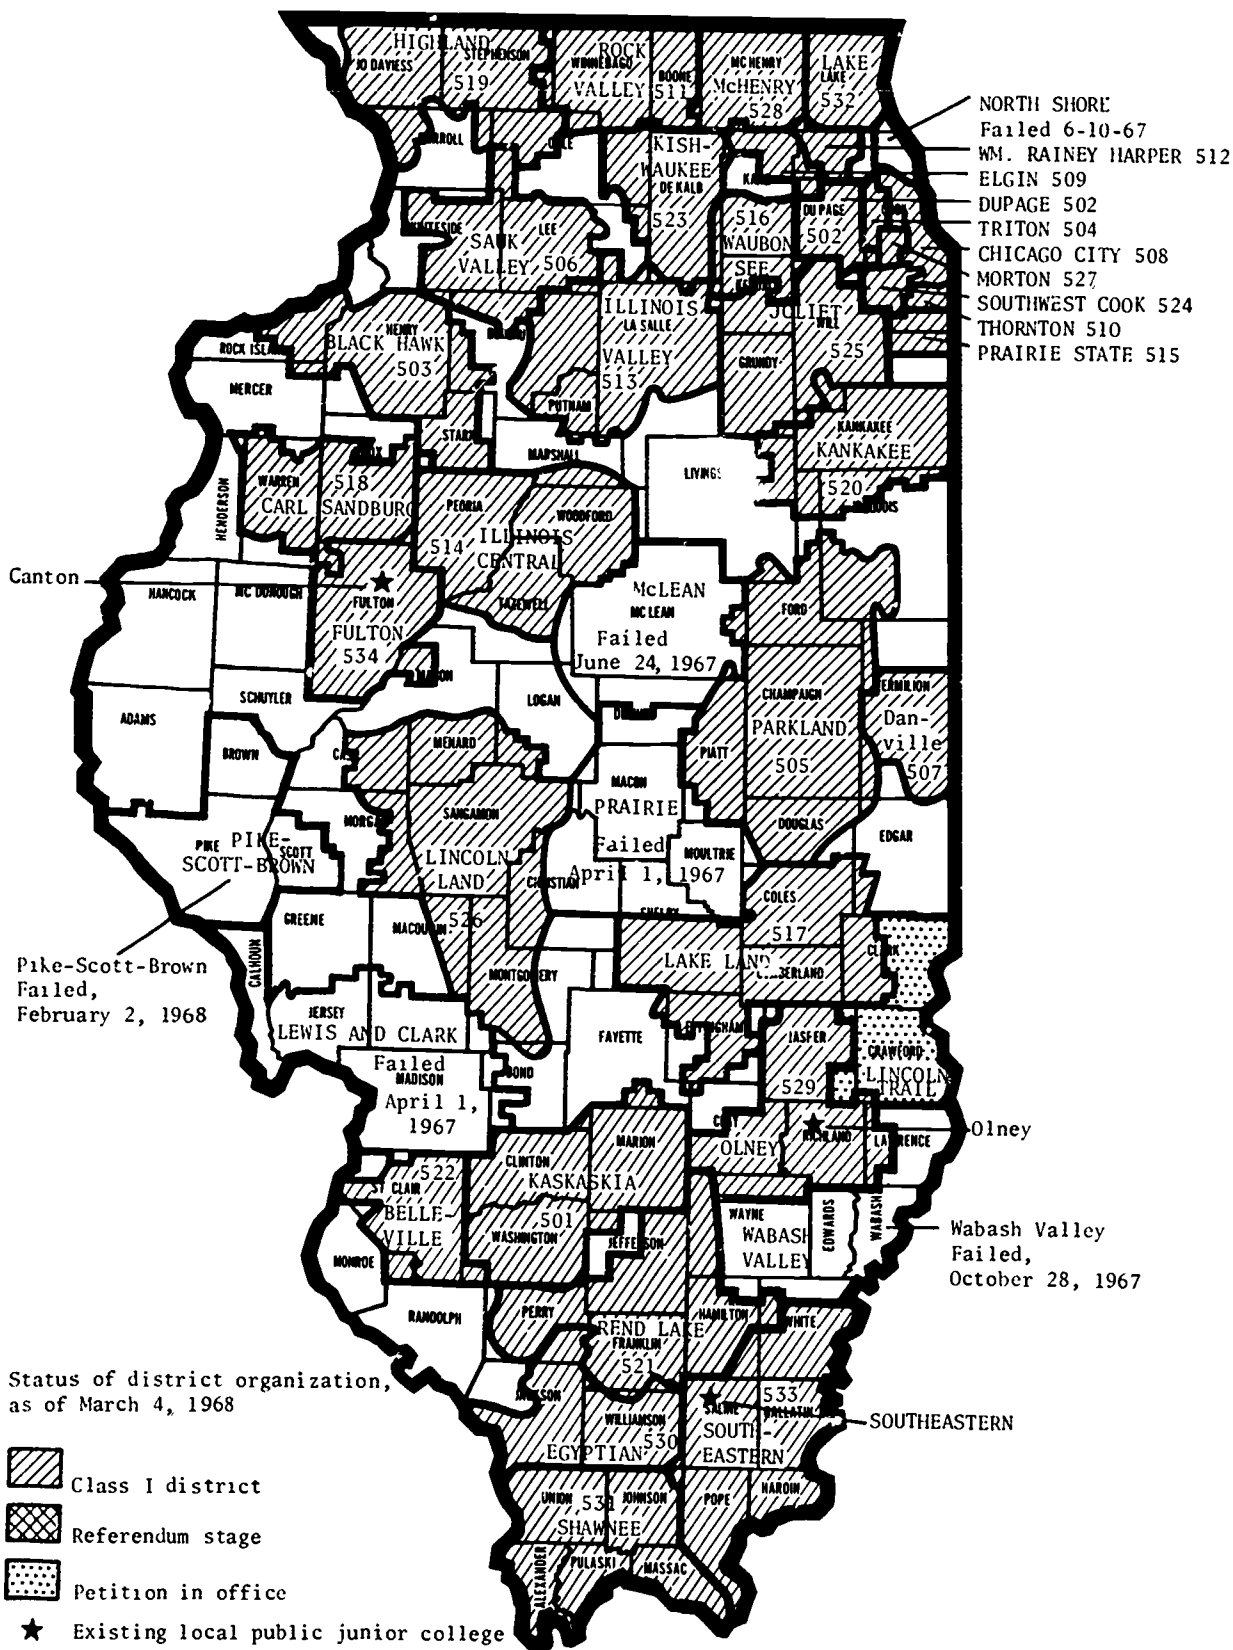 HIGHLAND
JO DAVIESS
STEPHENSON
519
ROCK
WINNEBAGO
VALLEY
BOONE
511
MCHENRY
McHENRY
528
LAKE
LAKE
532
NORTH SHORE
Failed 6-10-67
WM. RAINEY HARPER 512
ELGIN 509
DUPAGE 502
TRITON 504
CHICAGO CITY 508
MORTON 527
SOUTHWEST COOK 524
THORNTON 510
PRAIRIE STATE 515
KISH-
WAUKEE
DE KALB
523
516
WAUBON
SEE
DU PAGE
502
LEE
SAUK
VALLEY 506
ILLINOIS
LA SALLE
VALLEY
513
JOLIET
WILL
525
GRUNDY
HENRY
BLACK HAWK
503
MERCER
PUTNAM
STARK
MARSHALL
KANKAKEE
KANKAKEE
520
WARREN
518
CARL
SANDBURG
HENDERSON
PEORIA
514
ILLINOIS
CENTRAL
WOODFORD
TAZEWELL
Canton
HANCOCK
MC DONOUGH
FULTON
FULTON
534
McLEAN
MC LEAN
Failed
June 24, 1967
FORD
SCHUYLER
LOGAN
ADAMS
BROWN
MENARD
CHAMPAIGN
PARKLAND
505
PIATT
Dan-
ville
507
MACON
PRAIRIE
Failed
April 1, 1967
MOULTRIE
DOUGLAS
EDGAR
SANGAMON
LINCOLN
LAND
526
PIKE
PIKE-
SCOTT-BROWN
SCOTT
CHRISTIAN
GREENE
CALHOUN
Pike-Scott-Brown
Failed,
February 2, 1968
MONTGOMERY
COLES
517
LAKE LAND
CLARK
JERSEY
LEWIS AND CLARK
Failed
MADISON
April 1,
1967
BOND
FAYETTE
JASPER
529
CRAWFORD
LINCOLN
TRAIL
Olney
RICHLAND
OLNEY
MARION
CLINTON
KASKASKIA
501
WASHINGTON
JEFFERSON
522
ST CLAIR
BELLE-
VILLE
MONROE
RANDOLPH
PERRY
WAYNE
WABASH
VALLEY
EDWARDS
WABASH
Wabash Valley
Failed,
October 28, 1967
HAMILTON
WHITE
REND LAKE
FRANKLIN
521
533
SALINE
GALLATIN
SOUTH-
EASTERN
SOUTHEASTERN
WILLIAMSON
530
EGYPTIAN
UNION
531
JOHNSON
SHAWNEE
POPE
HARDIN
ALEXANDER
PULASKI
MASSAC
Status of district organization,
as of March 4, 1968
Class I district
Referendum stage
Petition in office
Existing local public junior college